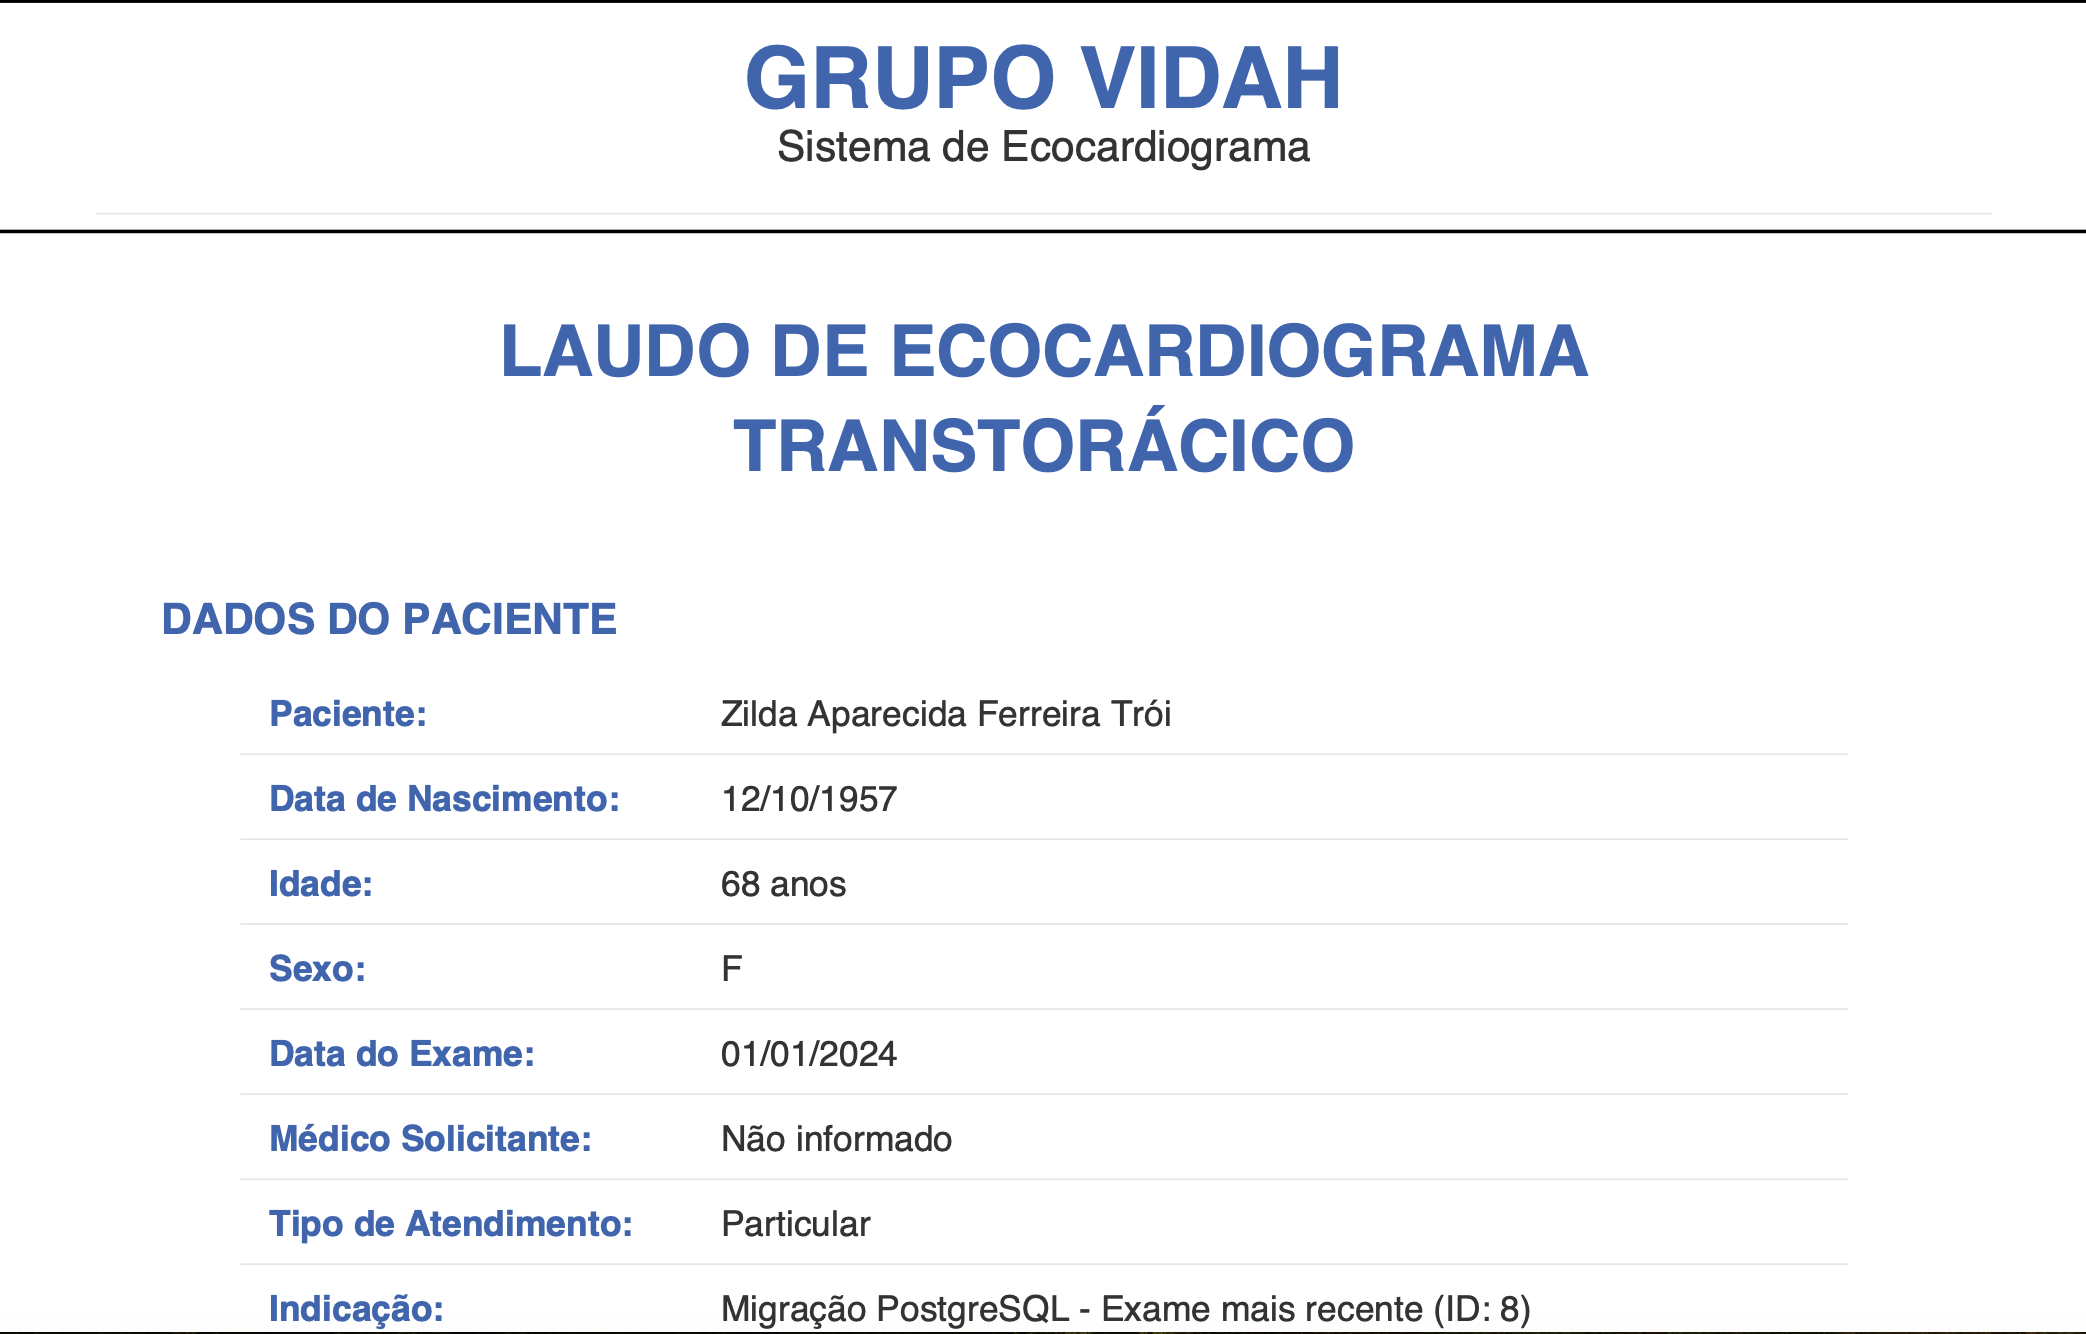 GRUPO VIDAH
Sistema de Ecocardiograma
LAUDO DE ECOCARDIOGRAMA
TRANSTORÁCICO
DADOS DO PACIENTE
Paciente: Zilda Aparecida Ferreira Trói
Data de Nascimento: 12/10/1957
Idade: 68 anos
Sexo: F
Data do Exame: 01/01/2024
Médico Solicitante: Não informado
Tipo de Atendimento: Particular
Indicação: Migração PostgreSQL - Exame mais recente (ID: 8)